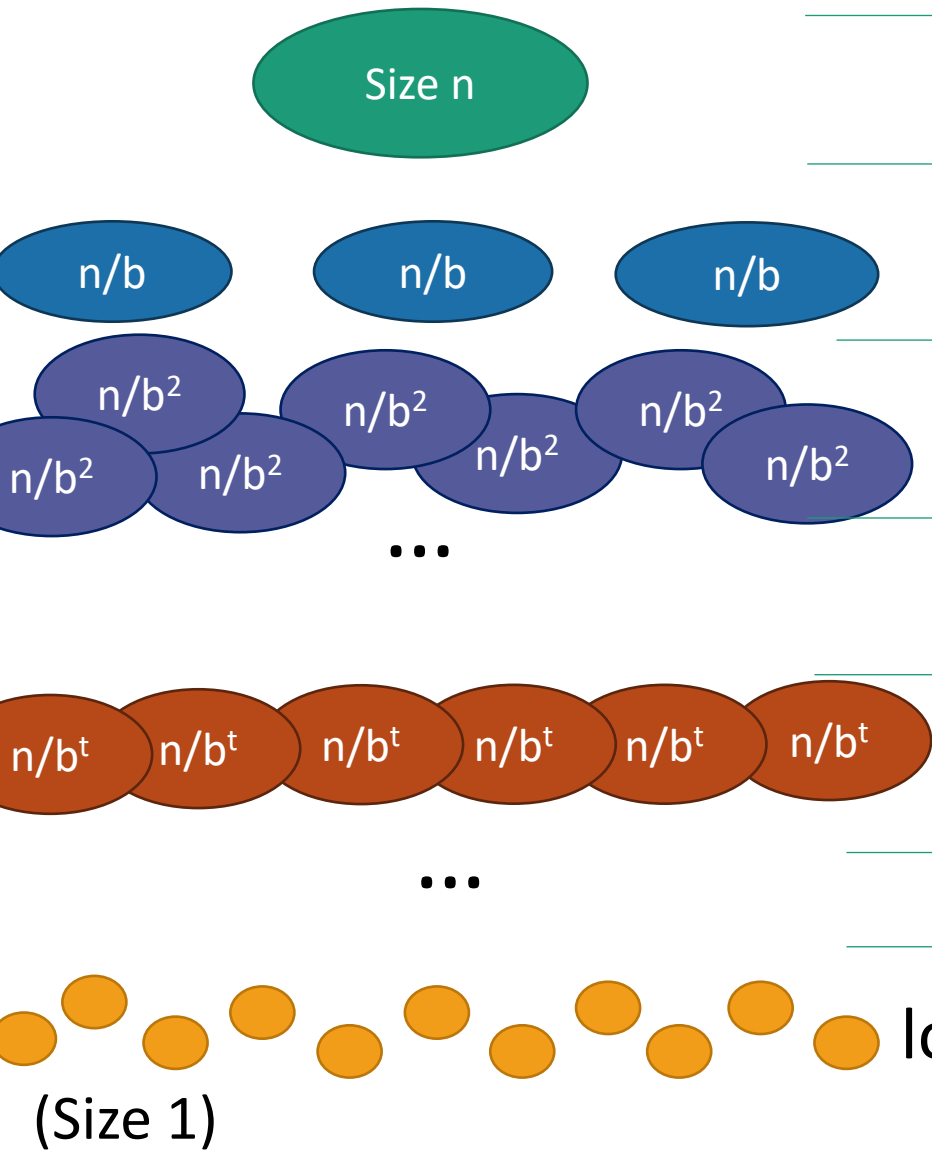 Size n
n/b n/b n/b
n/b² n/b² n/b²
n/b² n/b² n/b² n/b²
...
n/bᵗ n/bᵗ n/bᵗ n/bᵗ n/bᵗ n/bᵗ
...
(Size 1)